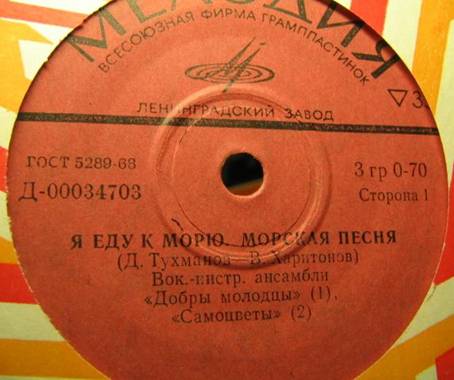 МЕЛОДИЯ
ВСЕСОЮЗНАЯ ФИРМА ГРАМПЛАСТИНОК
ЛЕНИНГРАДСКИЙ ЗАВОД
▽33
ГОСТ 5289-68
Д-00034703
3 гр 0-70
Сторона 1
Я ЕДУ К МОРЮ. МОРСКАЯ ПЕСНЯ
(Д. Тухманов — В. Харитонов)
Вок.-инстр. ансамбли
«Добры молодцы» (1),
«Самоцветы» (2)